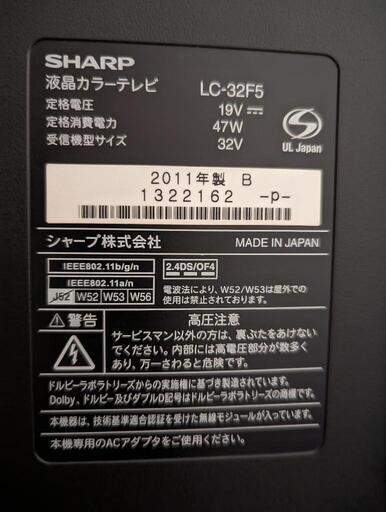 SHARP
液晶カラーテレビ LC-32F5
定格電圧 19V⎓
定格消費電力 47W
受信機型サイズ 32V
S
UL Japan
2011年製 B
1322162 -p-
シャープ株式会社 MADE IN JAPAN
IEEE802.11b/g/n
IEEE802.11a/n
J52 W52 W53 W56
2.4DS/OF4
電波法により、W52/W53は屋外での使用は禁止されております。
⚠警告 高圧注意
サービスマン以外の方は、裏ぶたをあけないで
ください。内部には高電圧部分が数多く
あり、万一さわると危険です。
ドルビーラボラトリーズからの実施権に基づき製造されています。
Dolby、ドルビー及びダブルD記号はドルビーラボラトリーズの商標です。
本機器は、技術基準適合認証を受けた無線モジュールが入っています。
本機専用のACアダプタをご使用ください。